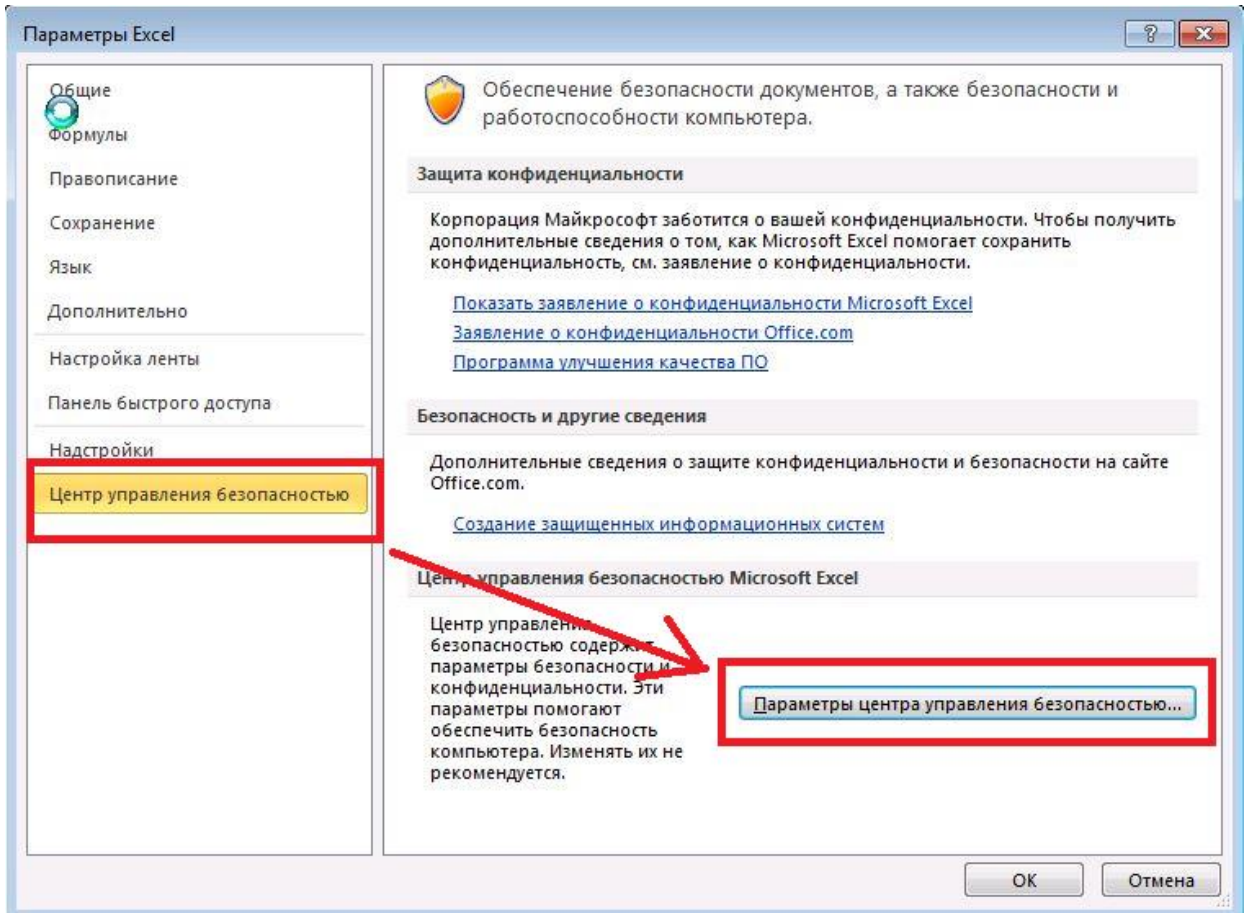 Параметры Excel
Общие
Формулы
Правописание
Сохранение
Язык
Дополнительно
Настройка ленты
Панель быстрого доступа
Надстройки
Центр управления безопасностью
Обеспечение безопасности документов, а также безопасности и
работоспособности компьютера.
Защита конфиденциальности
Корпорация Майкрософт заботится о вашей конфиденциальности. Чтобы получить
дополнительные сведения о том, как Microsoft Excel помогает сохранить
конфиденциальность, см. заявление о конфиденциальности.
Показать заявление о конфиденциальности Microsoft Excel
Заявление о конфиденциальности Office.com
Программа улучшения качества ПО
Безопасность и другие сведения
Дополнительные сведения о защите конфиденциальности и безопасности на сайте
Office.com.
Создание защищенных информационных систем
Центр управления безопасностью Microsoft Excel
Центр управления
безопасностью содержит
параметры безопасности и
конфиденциальности. Эти
параметры помогают
обеспечить безопасность
компьютера. Изменять их не
рекомендуется.
Параметры центра управления безопасностью...
ОК
Отмена